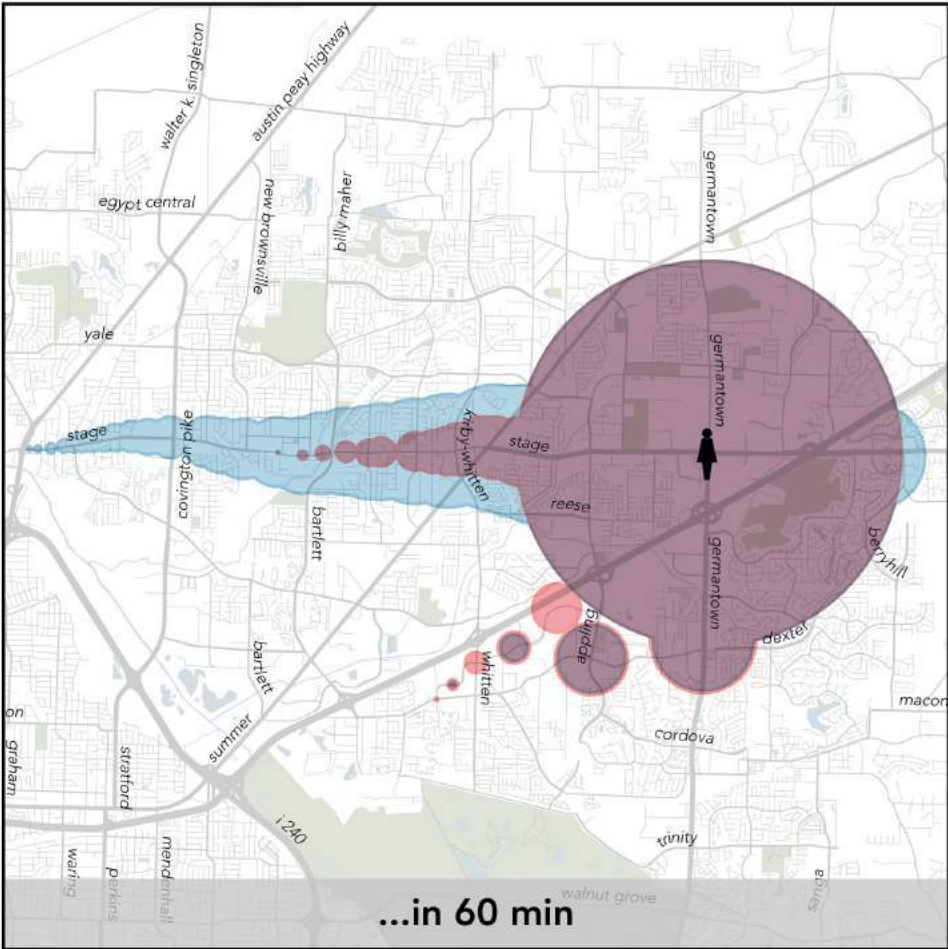 walter k. singleton
austin peay highway
germantown
egypt central
new brownsville
billy maher
yale
germantown
stage
covington pike
kirby-whitten
stage
reese
bartlett
germantown
berryhill
appling
dexter
bartlett
whitten
macon
on
summer
cordova
graham
stratford
i 240
trinity
waring
perkins
mendenhall
walnut grove
sanga
...in 60 min